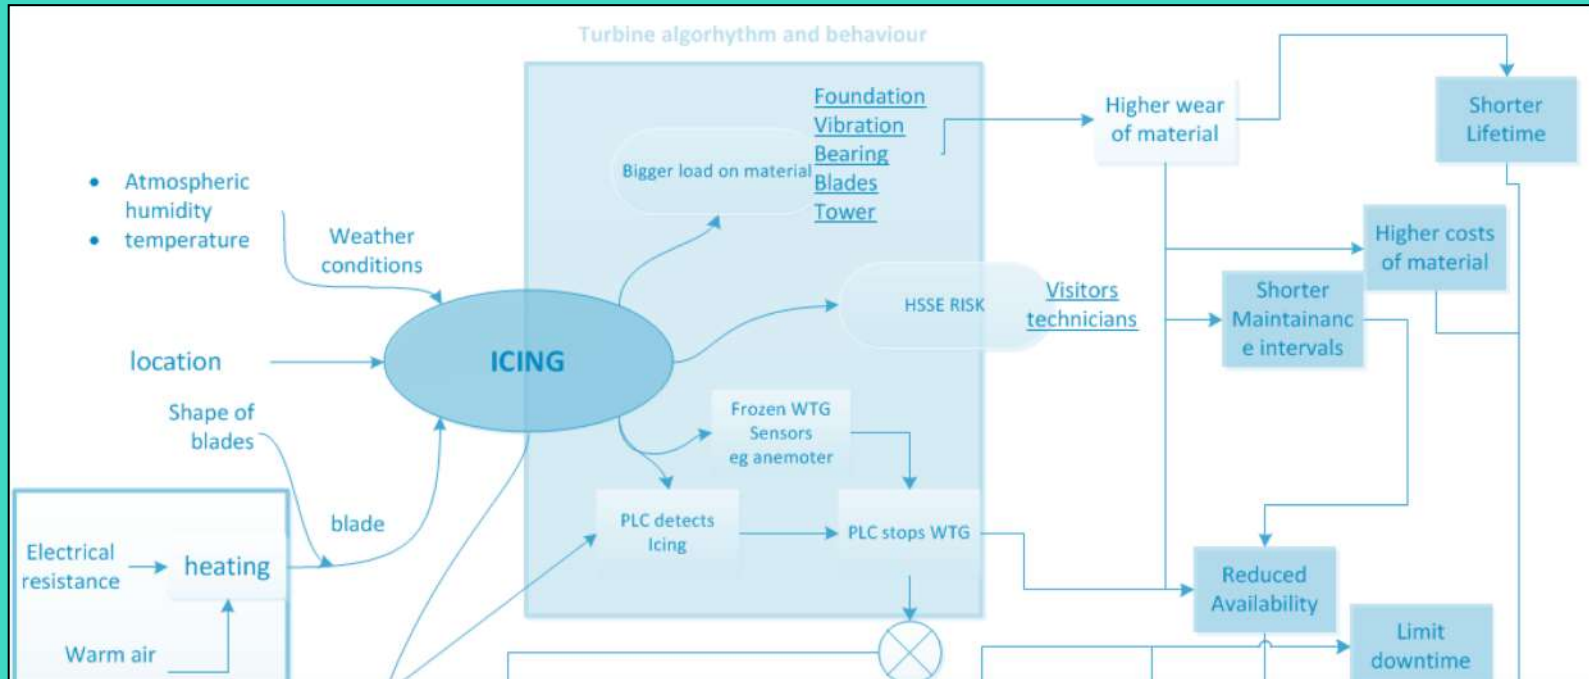 Turbine algorhythm and behaviour
Foundation
Vibration
Bearing
Blades
Tower
Bigger load on material
Higher wear
of material
Shorter
Lifetime
• Atmospheric
humidity
• temperature
Weather
conditions
Higher costs
of material
HSSE RISK
Visitors
technicians
Shorter
Maintainanc
e intervals
location
ICING
Shape of
blades
Frozen WTG
Sensors
eg anemoter
blade
PLC detects
Icing
PLC stops WTG
Electrical
resistance
heating
Reduced
Availability
Warm air
Limit
downtime